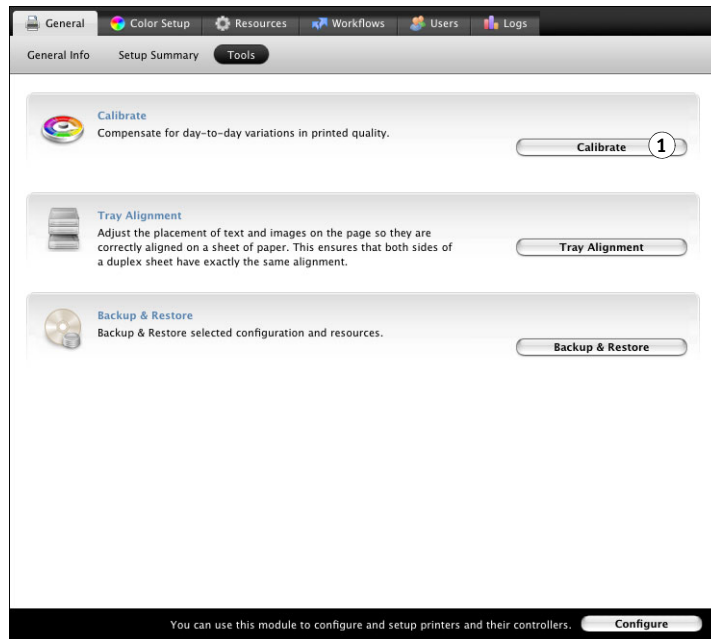 General Color Setup Resources Workflows Users Logs
General Info Setup Summary Tools
Calibrate
Compensate for day-to-day variations in printed quality.
Calibrate 1
Tray Alignment
Adjust the placement of text and images on the page so they are
correctly aligned on a sheet of paper. This ensures that both sides of
a duplex sheet have exactly the same alignment.
Tray Alignment
Backup & Restore
Backup & Restore selected configuration and resources.
Backup & Restore
You can use this module to configure and setup printers and their controllers. Configure